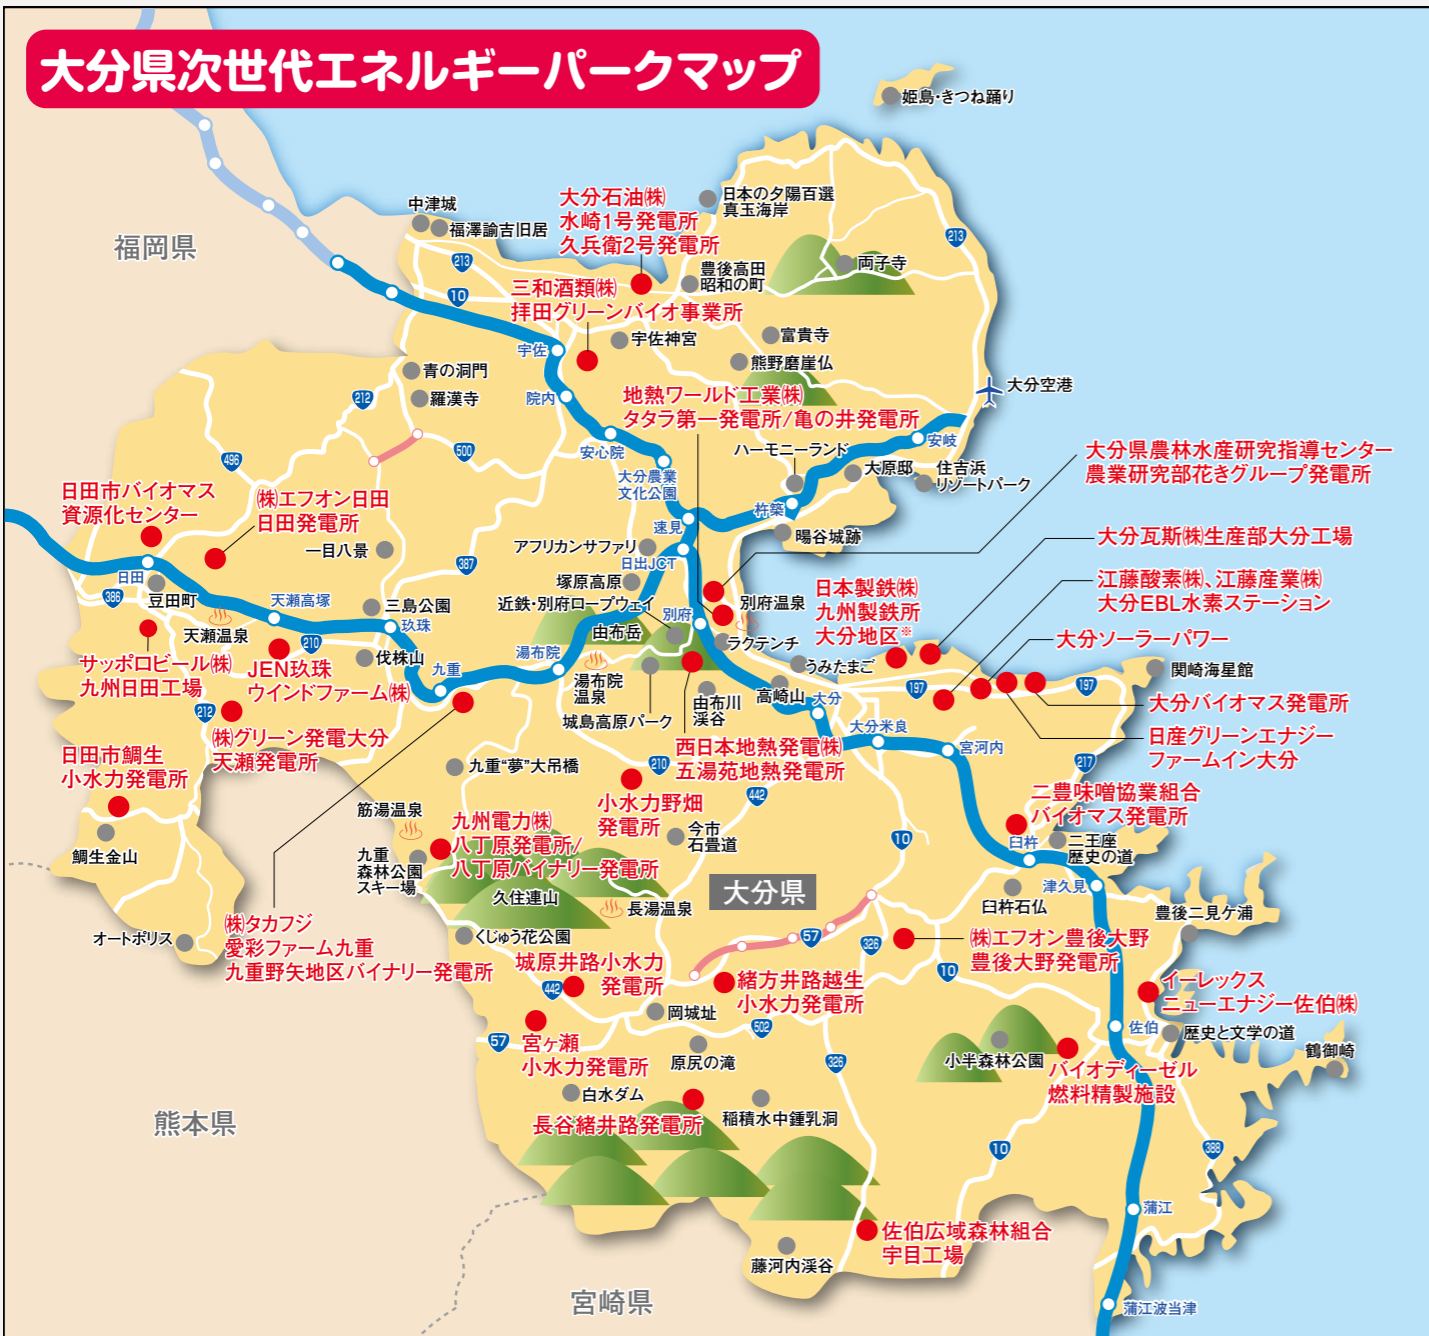 大分県次世代エネルギーパークマップ
姫島・きつね踊り
福岡県
中津城
福澤諭吉旧居
大分石油㈱
水崎1号発電所
久兵衛2号発電所
日本の夕陽百選
真玉海岸
213
213
10
豊後高田
昭和の町
両子寺
三和酒類㈱
拝田グリーンバイオ事業所
宇佐神宮
富貴寺
熊野磨崖仏
宇佐
青の洞門
羅漢寺
212
院内
大分空港
地熱ワールド工業㈱
タタラ第一発電所/亀の井発電所
安心院
500
496
ハーモニーランド
安岐
大原邸
住吉浜
リゾートパーク
大分農業
文化公園
杵築
速見
暘谷城跡
大分県農林水産研究指導センター
農業研究部花きグループ発電所
日田市バイオマス
資源化センター
㈱エフオン日田
日田発電所
一目八景
387
アフリカンサファリ
日出JCT
塚原高原
近鉄・別府ロープウェイ
大分瓦斯㈱生産部大分工場
江藤酸素㈱、江藤産業㈱
大分EBL水素ステーション
日田
386
豆田町
天瀬温泉
天瀬高塚
三島公園
玖珠
210
伐株山
由布岳
別府
別府温泉
ラクテンチ
日本製鉄㈱
九州製鉄所
大分地区※
大分ソーラーパワー
サッポロビール㈱
九州日田工場
JEN玖珠
ウインドファーム㈱
九重
湯布院
湯布院
温泉
城島高原パーク
由布川
渓谷
うみたまご
高崎山
大分
197
197
関崎海星館
大分バイオマス発電所
日産グリーンエナジー
ファームイン大分
212
㈱グリーン発電大分
天瀬発電所
西日本地熱発電㈱
五湯苑地熱発電所
大分米良
宮河内
217
日田市鯛生
小水力発電所
鯛生金山
九重“夢”大吊橋
210
442
小水力野畑
発電所
今市
石畳道
10
二豊味噌協業組合
バイオマス発電所
臼杵
二王座
歴史の道
津久見
臼杵石仏
筋湯温泉
九州電力㈱
八丁原発電所/
八丁原バイナリー発電所
九重
森林公園
スキー場
久住連山
大分県
長湯温泉
豊後二見ケ浦
オートポリス
㈱タカフジ
愛彩ファーム九重
九重野矢地区バイナリー発電所
くじゅう花公園
57
326
㈱エフオン豊後大野
豊後大野発電所
10
城原井路小水力
発電所
442
緒方井路越生
小水力発電所
イーレックス
ニューエナジー佐伯㈱
岡城址
502
57
宮ヶ瀬
小水力発電所
原尻の滝
326
小半森林公園
佐伯
歴史と文学の道
鶴御崎
バイオディーゼル
燃料精製施設
白水ダム
長谷緒井路発電所
稲積水中鍾乳洞
熊本県
10
388
蒲江
佐伯広域森林組合
宇目工場
藤河内渓谷
宮崎県
蒲江波当津